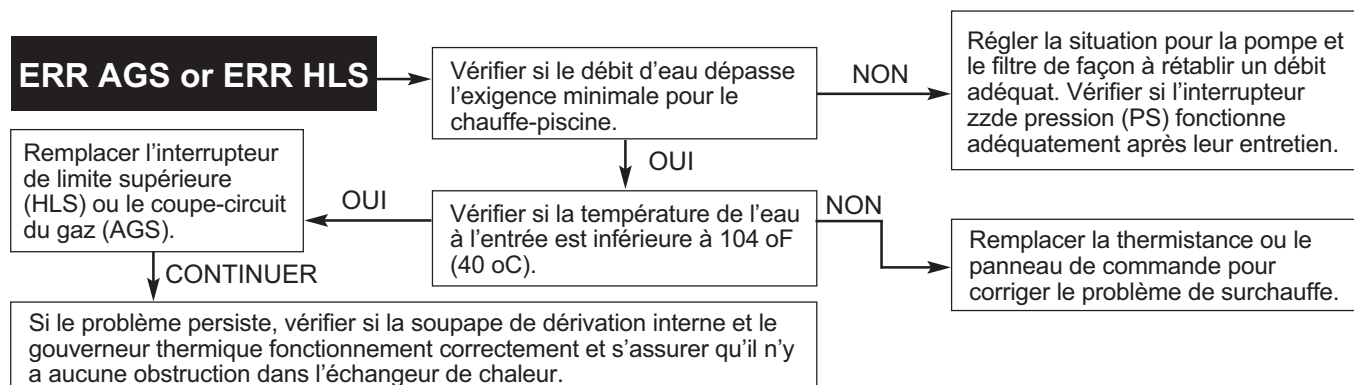 ERR AGS or ERR HLS
Vérifier si le débit d'eau dépasse
l'exigence minimale pour le
chauffe-piscine.
NON
Régler la situation pour la pompe et
le filtre de façon à rétablir un débit
adéquat. Vérifier si l'interrupteur
zzde pression (PS) fonctionne
adéquatement après leur entretien.
OUI
Vérifier si la température de l'eau
à l'entrée est inférieure à 104 oF
(40 oC).
NON
Remplacer la thermistance ou le
panneau de commande pour
corriger le problème de surchauffe.
OUI
Remplacer l'interrupteur
de limite supérieure
(HLS) ou le coupe-circuit
du gaz (AGS).
CONTINUER
Si le problème persiste, vérifier si la soupape de dérivation interne et le
gouverneur thermique fonctionnement correctement et s'assurer qu'il n'y
a aucune obstruction dans l'échangeur de chaleur.